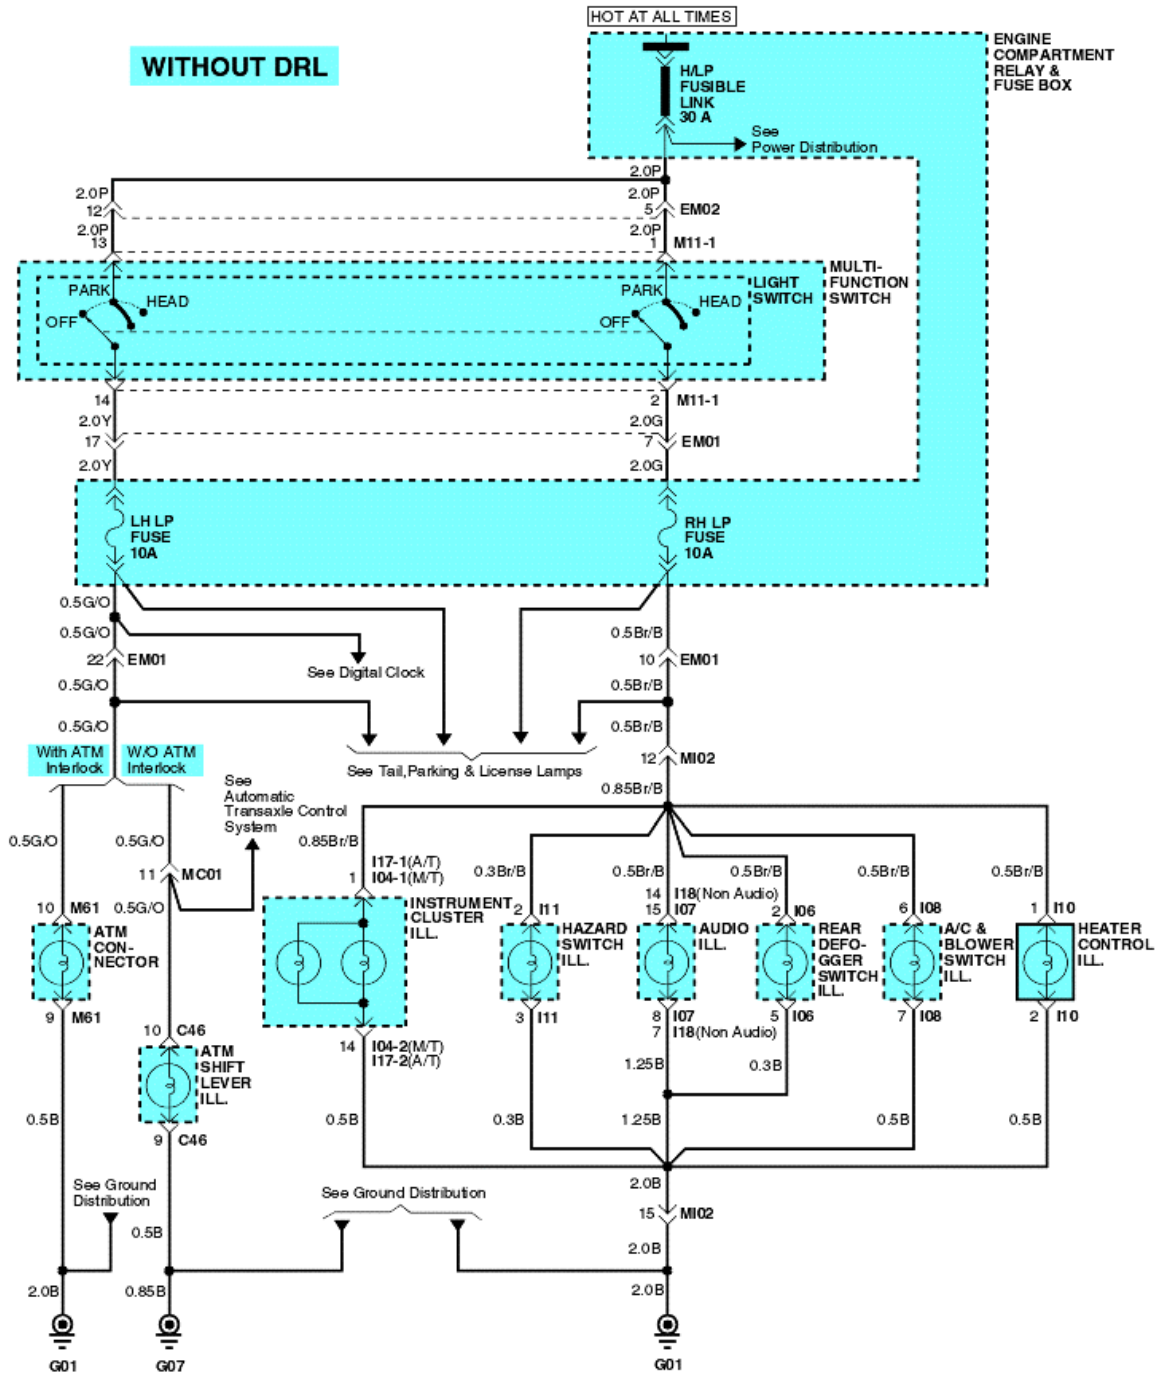 HOT AT ALL TIMES
WITHOUT DRL
ENGINE
COMPARTMENT
RELAY &
FUSE BOX
H/LP
FUSIBLE
LINK
30 A
See
Power Distribution
2.0P
2.0P
2.0P
12
5
EM02
2.0P
2.0P
13
1
M11-1
MULTI-
FUNCTION
SWITCH
LIGHT
SWITCH
PARK
HEAD
OFF
PARK
HEAD
OFF
14
2
M11-1
2.0Y
2.0G
17
7
EM01
2.0Y
2.0G
LH LP
FUSE
10A
RH LP
FUSE
10A
0.5G/O
0.5G/O
0.5Br/B
22
EM01
See Digital Clock
10
EM01
0.5G/O
0.5Br/B
0.5G/O
0.5Br/B
With ATM
Interlock
W/O ATM
Interlock
See Tail,Parking & License Lamps
12
MI02
0.85Br/B
See
Automatic
Transaxle Control
System
0.5G/O
0.5G/O
0.85Br/B
11
MC01
I17-1(A/T)
1
I04-1(M/T)
0.3Br/B
0.5Br/B
0.5Br/B
0.5Br/B
0.5Br/B
14
I18(Non Audio)
10
M61
0.5G/O
2
I11
15
I07
2
I06
6
I08
1
I10
ATM
CON-
NECTOR
INSTRUMENT
CLUSTER
ILL.
HAZARD
SWITCH
ILL.
AUDIO
ILL.
REAR
DEFO-
GGER
SWITCH
ILL.
A/C &
BLOWER
SWITCH
ILL.
HEATER
CONTROL
ILL.
9
M61
3
I11
8
I07
7
I18(Non Audio)
5
I06
7
I08
2
I10
10
C46
14
I04-2(M/T)
I17-2(A/T)
ATM
SHIFT
LEVER
ILL.
1.25B
0.3B
0.5B
0.5B
0.3B
1.25B
0.5B
0.5B
9
C46
See Ground
Distribution
See Ground Distribution
2.0B
15
MI02
0.5B
2.0B
2.0B
0.85B
2.0B
G01
G07
G01